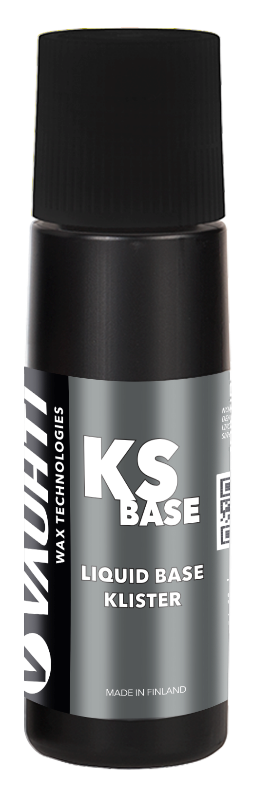 KS
BASE
LIQUID BASE
KLISTER
MADE IN FINLAND
VAUHTI
WAX TECHNOLOGIES